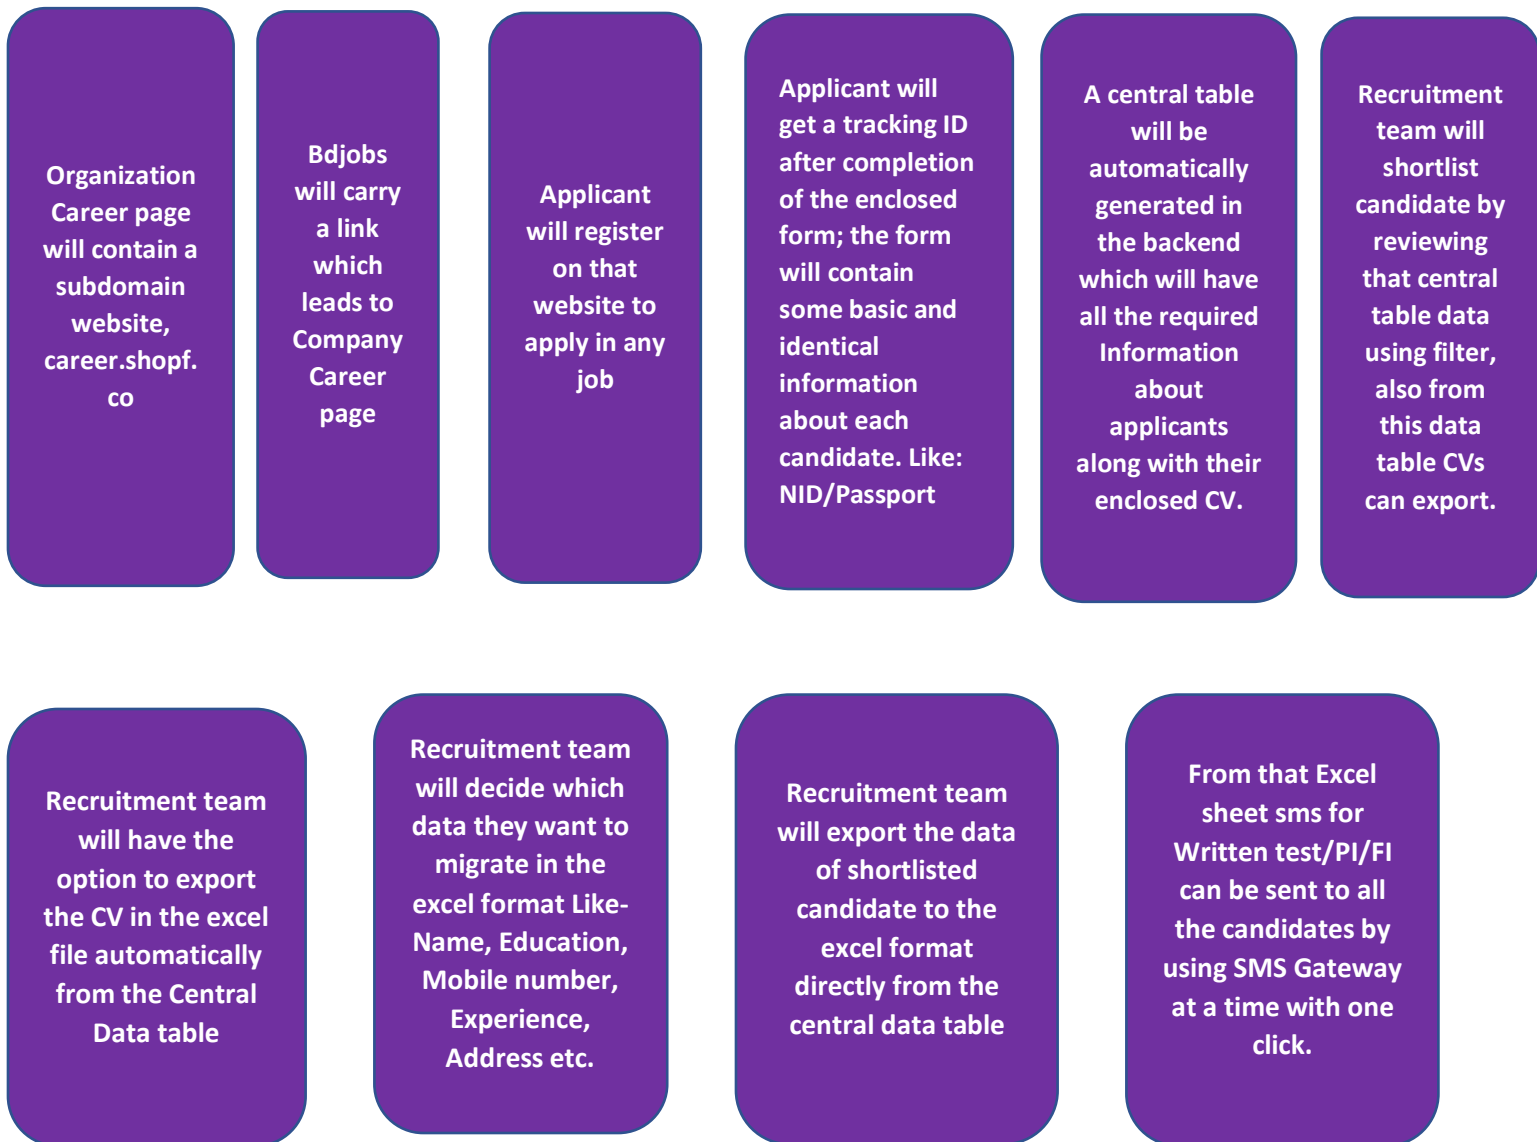 Organization
Career page
will contain a
subdomain
website,
career.shopf.
co
Bdjobs
will carry
a link
which
leads to
Company
Career
page
Applicant
will register
on that
website to
apply in any
job
Applicant will
get a tracking ID
after completion
of the enclosed
form; the form
will contain
some basic and
identical
information
about each
candidate. Like:
NID/Passport
A central table
will be
automatically
generated in
the backend
which will have
all the required
Information
about
applicants
along with their
enclosed CV.
Recruitment
team will
shortlist
candidate by
reviewing
that central
table data
using filter,
also from
this data
table CVs
can export.
Recruitment team
will have the
option to export
the CV in the excel
file automatically
from the Central
Data table
Recruitment team
will decide which
data they want to
migrate in the
excel format Like-
Name, Education,
Mobile number,
Experience,
Address etc.
Recruitment team
will export the data
of shortlisted
candidate to the
excel format
directly from the
central data table
From that Excel
sheet sms for
Written test/PI/FI
can be sent to all
the candidates by
using SMS Gateway
at a time with one
click.